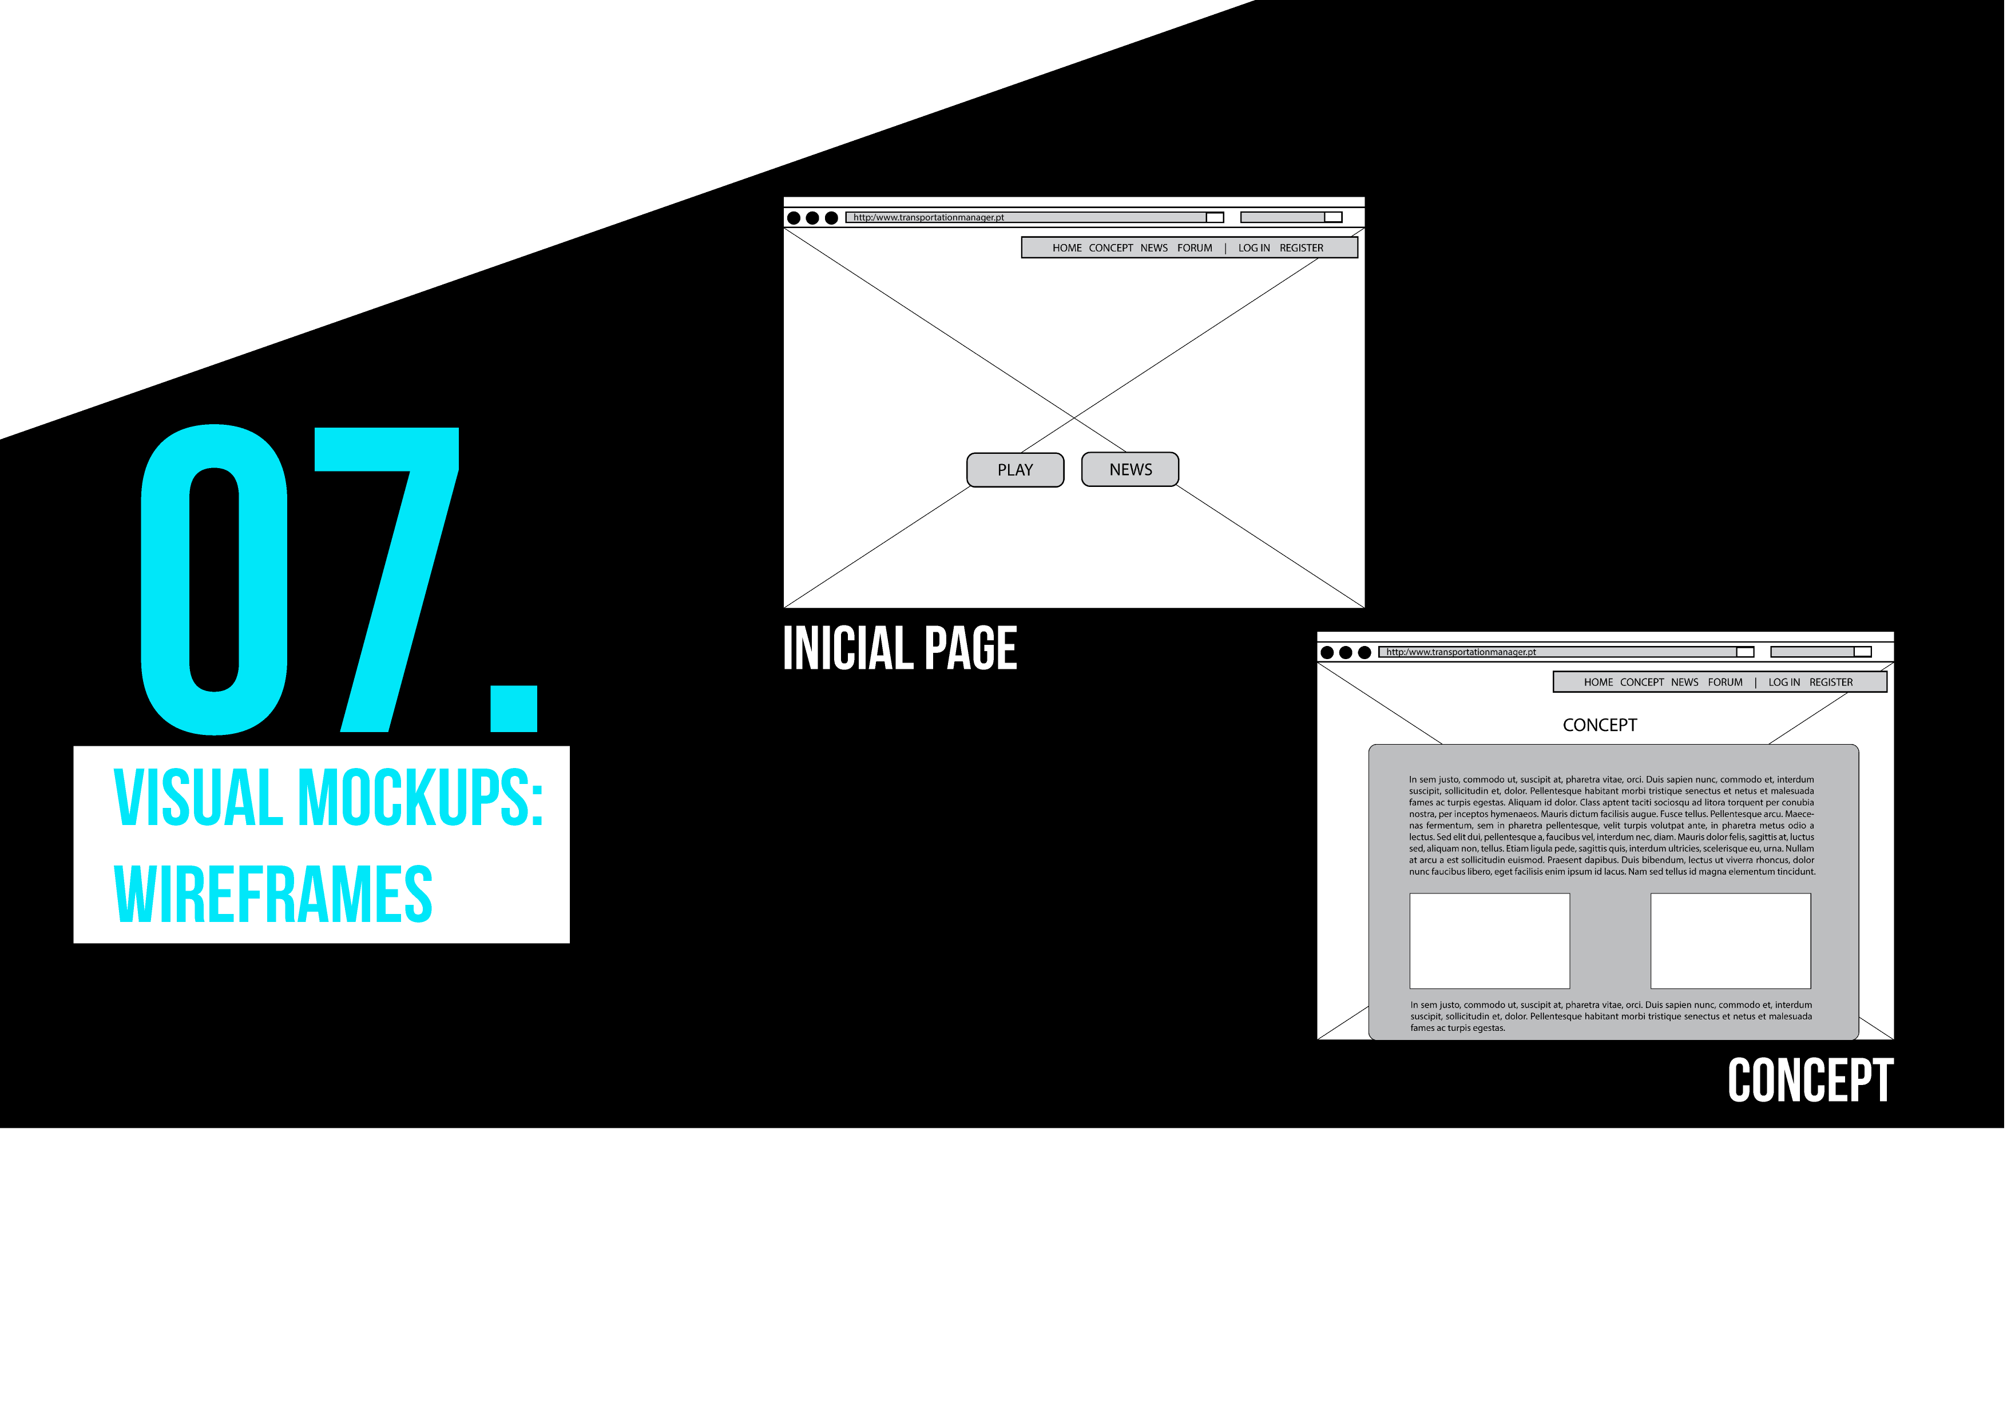 07.
VISUAL MOCKUPS:
WIREFRAMES
http:/www.transportationmanager.pt
HOME CONCEPT NEWS FORUM | LOG IN REGISTER
PLAY NEWS
INICIAL PAGE
http:/www.transportationmanager.pt
HOME CONCEPT NEWS FORUM | LOG IN REGISTER
CONCEPT
In sem justo, commodo ut, suscipit at, pharetra vitae, orci. Duis sapien nunc, commodo et, interdum
suscipit, sollicitudin et, dolor. Pellentesque habitant morbi tristique senectus et netus et malesuada
fames ac turpis egestas. Aliquam id dolor. Class aptent taciti sociosqu ad litora torquent per conubia
nostra, per inceptos hymenaeos. Mauris dictum facilisis augue. Fusce tellus. Pellentesque arcu. Maece-
nas fermentum, sem in pharetra pellentesque, velit turpis volutpat ante, in pharetra metus odio a
lectus. Sed elit dui, pellentesque a, faucibus vel, interdum nec, diam. Mauris dolor felis, sagittis at, luctus
sed, aliquam non, tellus. Etiam ligula pede, sagittis quis, interdum ultricies, scelerisque eu, urna. Nullam
at arcu a est sollicitudin euismod. Praesent dapibus. Duis bibendum, lectus ut viverra rhoncus, dolor
nunc faucibus libero, eget facilisis enim ipsum id lacus. Nam sed tellus id magna elementum tincidunt.
In sem justo, commodo ut, suscipit at, pharetra vitae, orci. Duis sapien nunc, commodo et, interdum
suscipit, sollicitudin et, dolor. Pellentesque habitant morbi tristique senectus et netus et malesuada
fames ac turpis egestas.
CONCEPT